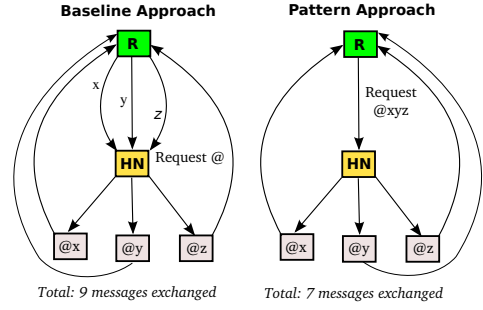 Baseline Approach
Pattern Approach
R
R
x
y
z
Request
@xyz
HN
Request @
HN
@x
@y
@z
@x
@y
@z
Total: 9 messages exchanged
Total: 7 messages exchanged